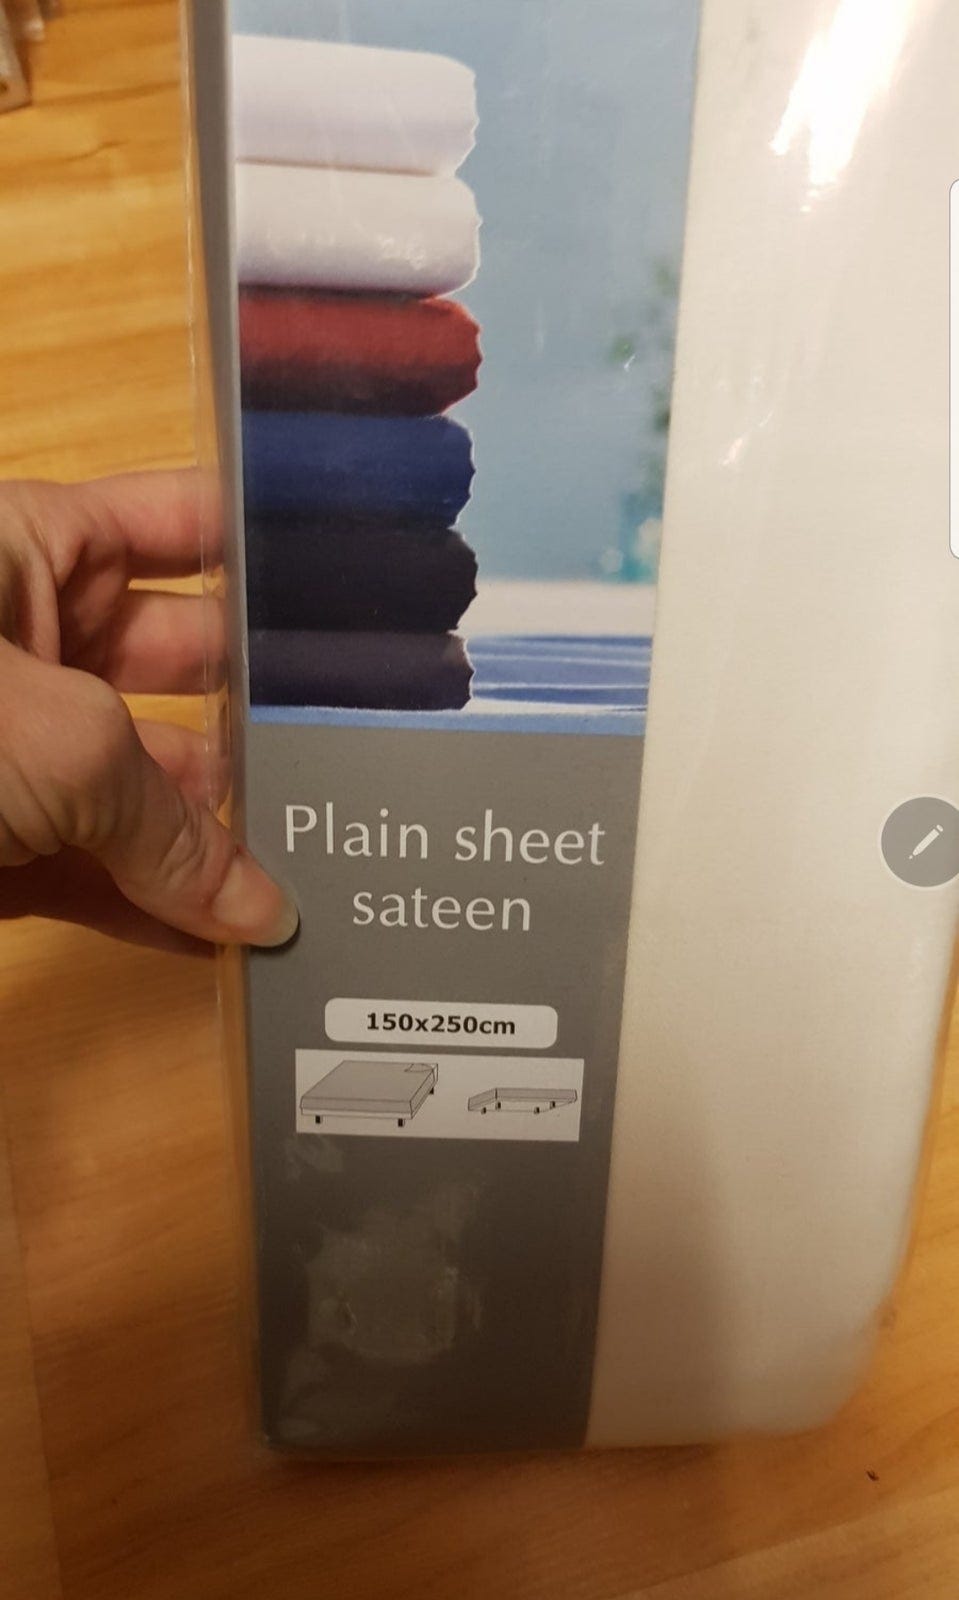 Plain sheet
sateen
150x250cm